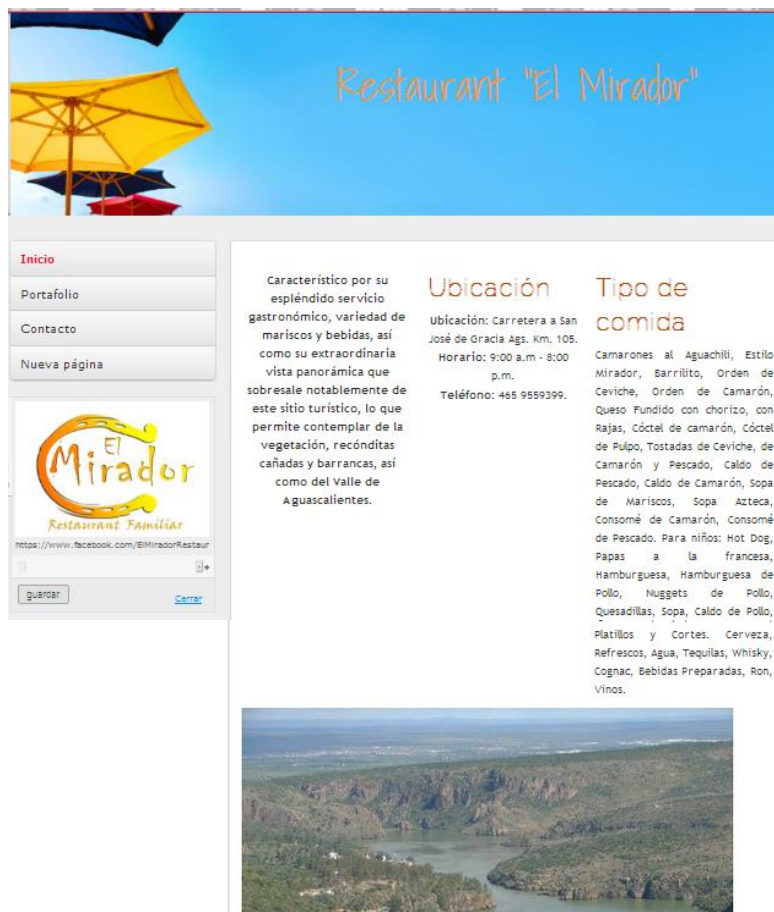 Restaurant "El Mirador"
Inicio
Portafolio
Contacto
Nueva página
El
Mirador
Restaurant Familiar
https://www.facebook.com/ElMiradorRestaur
guardar
Cerrar
Característico por su
espléndido servicio
gastronómico, variedad de
mariscos y bebidas, así
como su extraordinaria
vista panorámica que
sobresale notablemente de
este sitio turístico, lo que
permite contemplar de la
vegetación, recónditas
cañadas y barrancas, así
como del Valle de
Aguascalientes.
Ubicación
Ubicación: Carretera a San
José de Gracia Ags. Km. 105.
Horario: 9:00 a.m - 8:00
p.m.
Teléfono: 465 9559399.
Tipo de
comida
Camarones al Aguachili, Estilo
Mirador, Barrilito, Orden de
Ceviche, Orden de Camarón,
Queso Fundido con chorizo, con
Rajas, Cóctel de camarón, Cóctel
de Pulpo, Tostadas de Ceviche, de
Camarón y Pescado, Caldo de
Pescado, Caldo de Camarón, Sopa
de Mariscos, Sopa Azteca,
Consomé de Camarón, Consomé
de Pescado. Para niños: Hot Dog,
Papas a la francesa,
Hamburguesa, Hamburguesa de
Pollo, Nuggets de Pollo,
Quesadillas, Sopa, Caldo de Pollo,
Platillos y Cortes. Cerveza,
Refrescos, Agua, Tequilas, Whisky,
Cognac, Bebidas Preparadas, Ron,
Vinos.